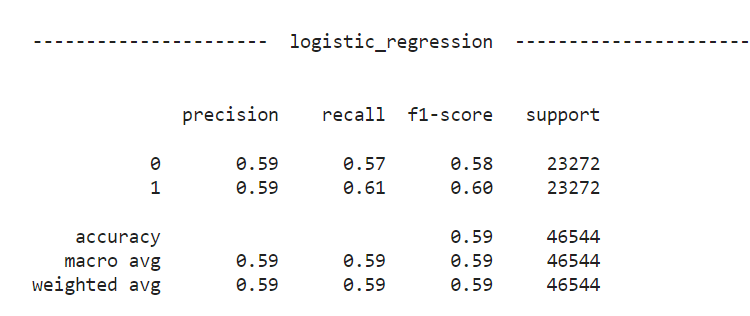 ---------------------- logistic_regression ----------------------
precision recall f1-score support
0 0.59 0.57 0.58 23272
1 0.59 0.61 0.60 23272
accuracy 0.59 46544
macro avg 0.59 0.59 0.59 46544
weighted avg 0.59 0.59 0.59 46544